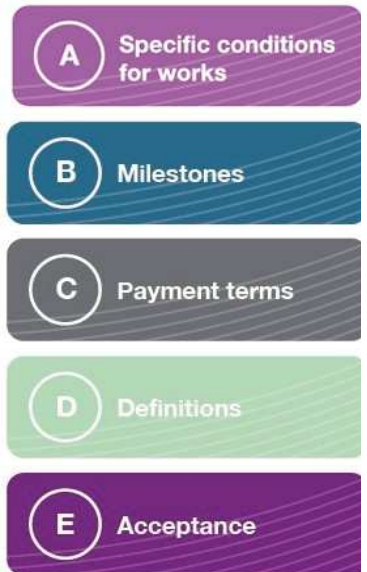 A
Specific conditions
for works
B
Milestones
C
Payment terms
D
Definitions
E
Acceptance